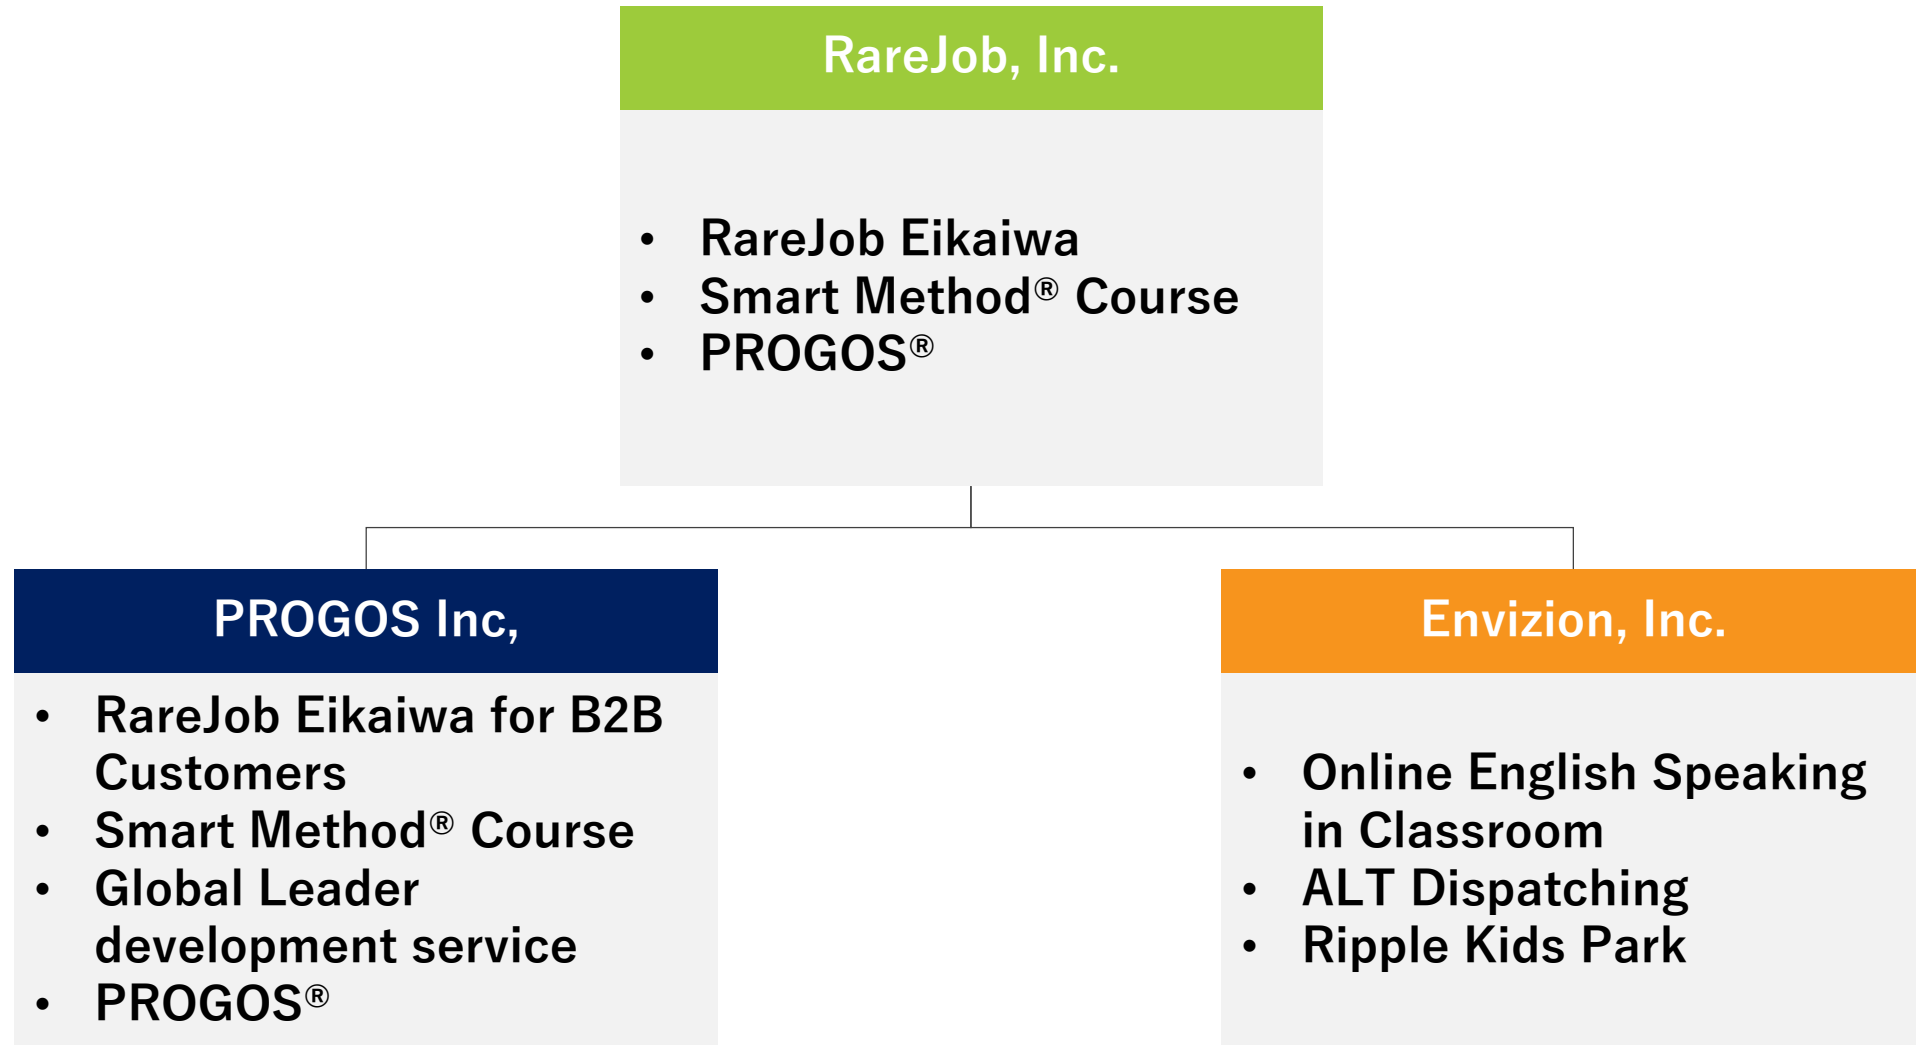 RareJob, Inc.
• RareJob Eikaiwa
• Smart Method® Course
• PROGOS®
PROGOS Inc,
• RareJob Eikaiwa for B2B
Customers
• Smart Method® Course
• Global Leader
development service
• PROGOS®
Envizion, Inc.
• Online English Speaking
in Classroom
• ALT Dispatching
• Ripple Kids Park